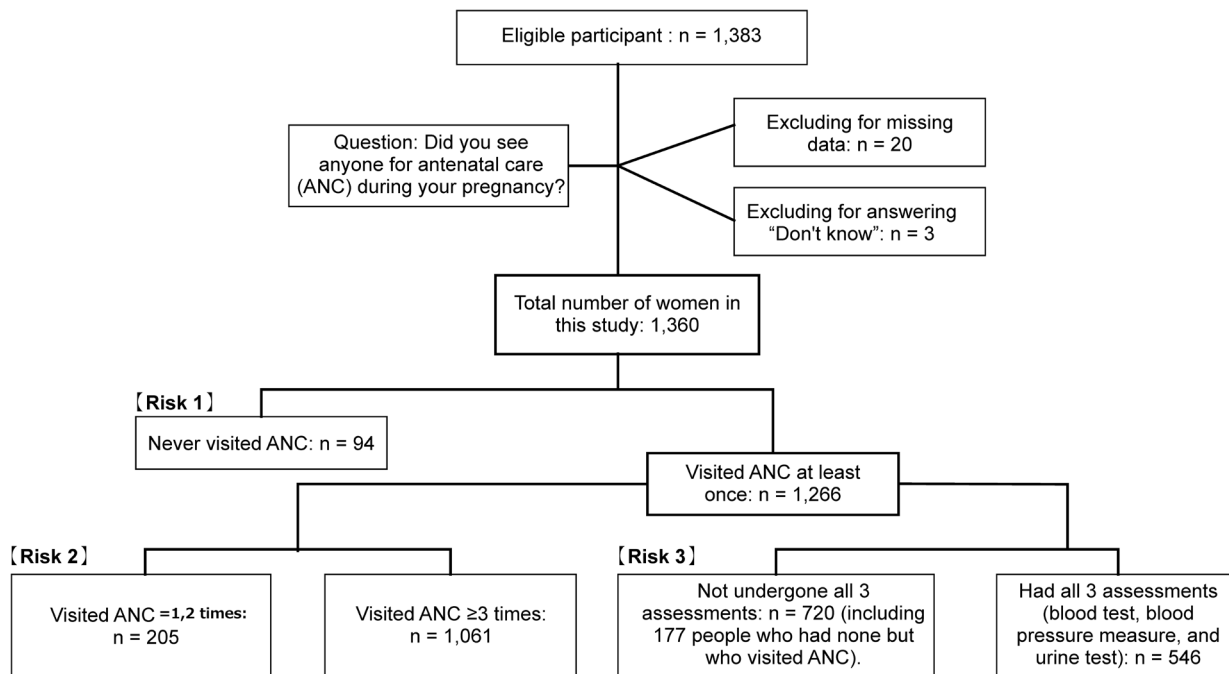 Eligible participant : n = 1,383
Question: Did you see
anyone for antenatal care
(ANC) during your pregnancy?
Excluding for missing
data: n = 20
Excluding for answering
“Don't know”: n = 3
Total number of women in
this study: 1,360
【Risk 1】
Never visited ANC: n = 94
Visited ANC at least
once: n = 1,266
【Risk 2】
Visited ANC =1,2 times:
n = 205
Visited ANC ≥3 times:
n = 1,061
【Risk 3】
Not undergone all 3
assessments: n = 720 (including
177 people who had none but
who visited ANC).
Had all 3 assessments
(blood test, blood
pressure measure, and
urine test): n = 546